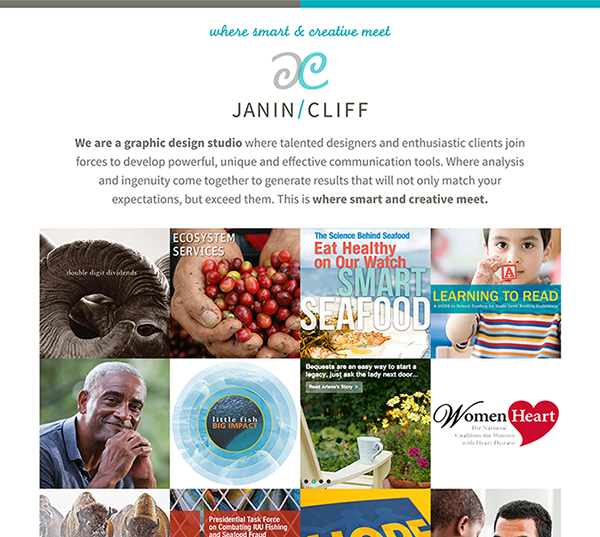 where smart & creative meet
JANIN/CLIFF
We are a graphic design studio where talented designers and enthusiastic clients join
forces to develop powerful, unique and effective communication tools. Where analysis
and ingenuity come together to generate results that will not only match your
expectations, but exceed them. This is where smart and creative meet.
double digit dividends
ECOSYSTEM
SERVICES
The Science Behind Seafood
Eat Healthy
on Our Watch
SMART
SEAFOOD
A
LEARNING TO READ
A GUIDE to Federal Funding for Grade-Level Reading Proficiency
little fish
BIG IMPACT
Bequests are an easy way to start a
legacy, just ask the lady next door...
Read Arlene's Story
WomenHeart
The National
Coalition for Women
with Heart Disease
Presidential Task Force
on Combating IUU Fishing
and Seafood Fraud
HOPE